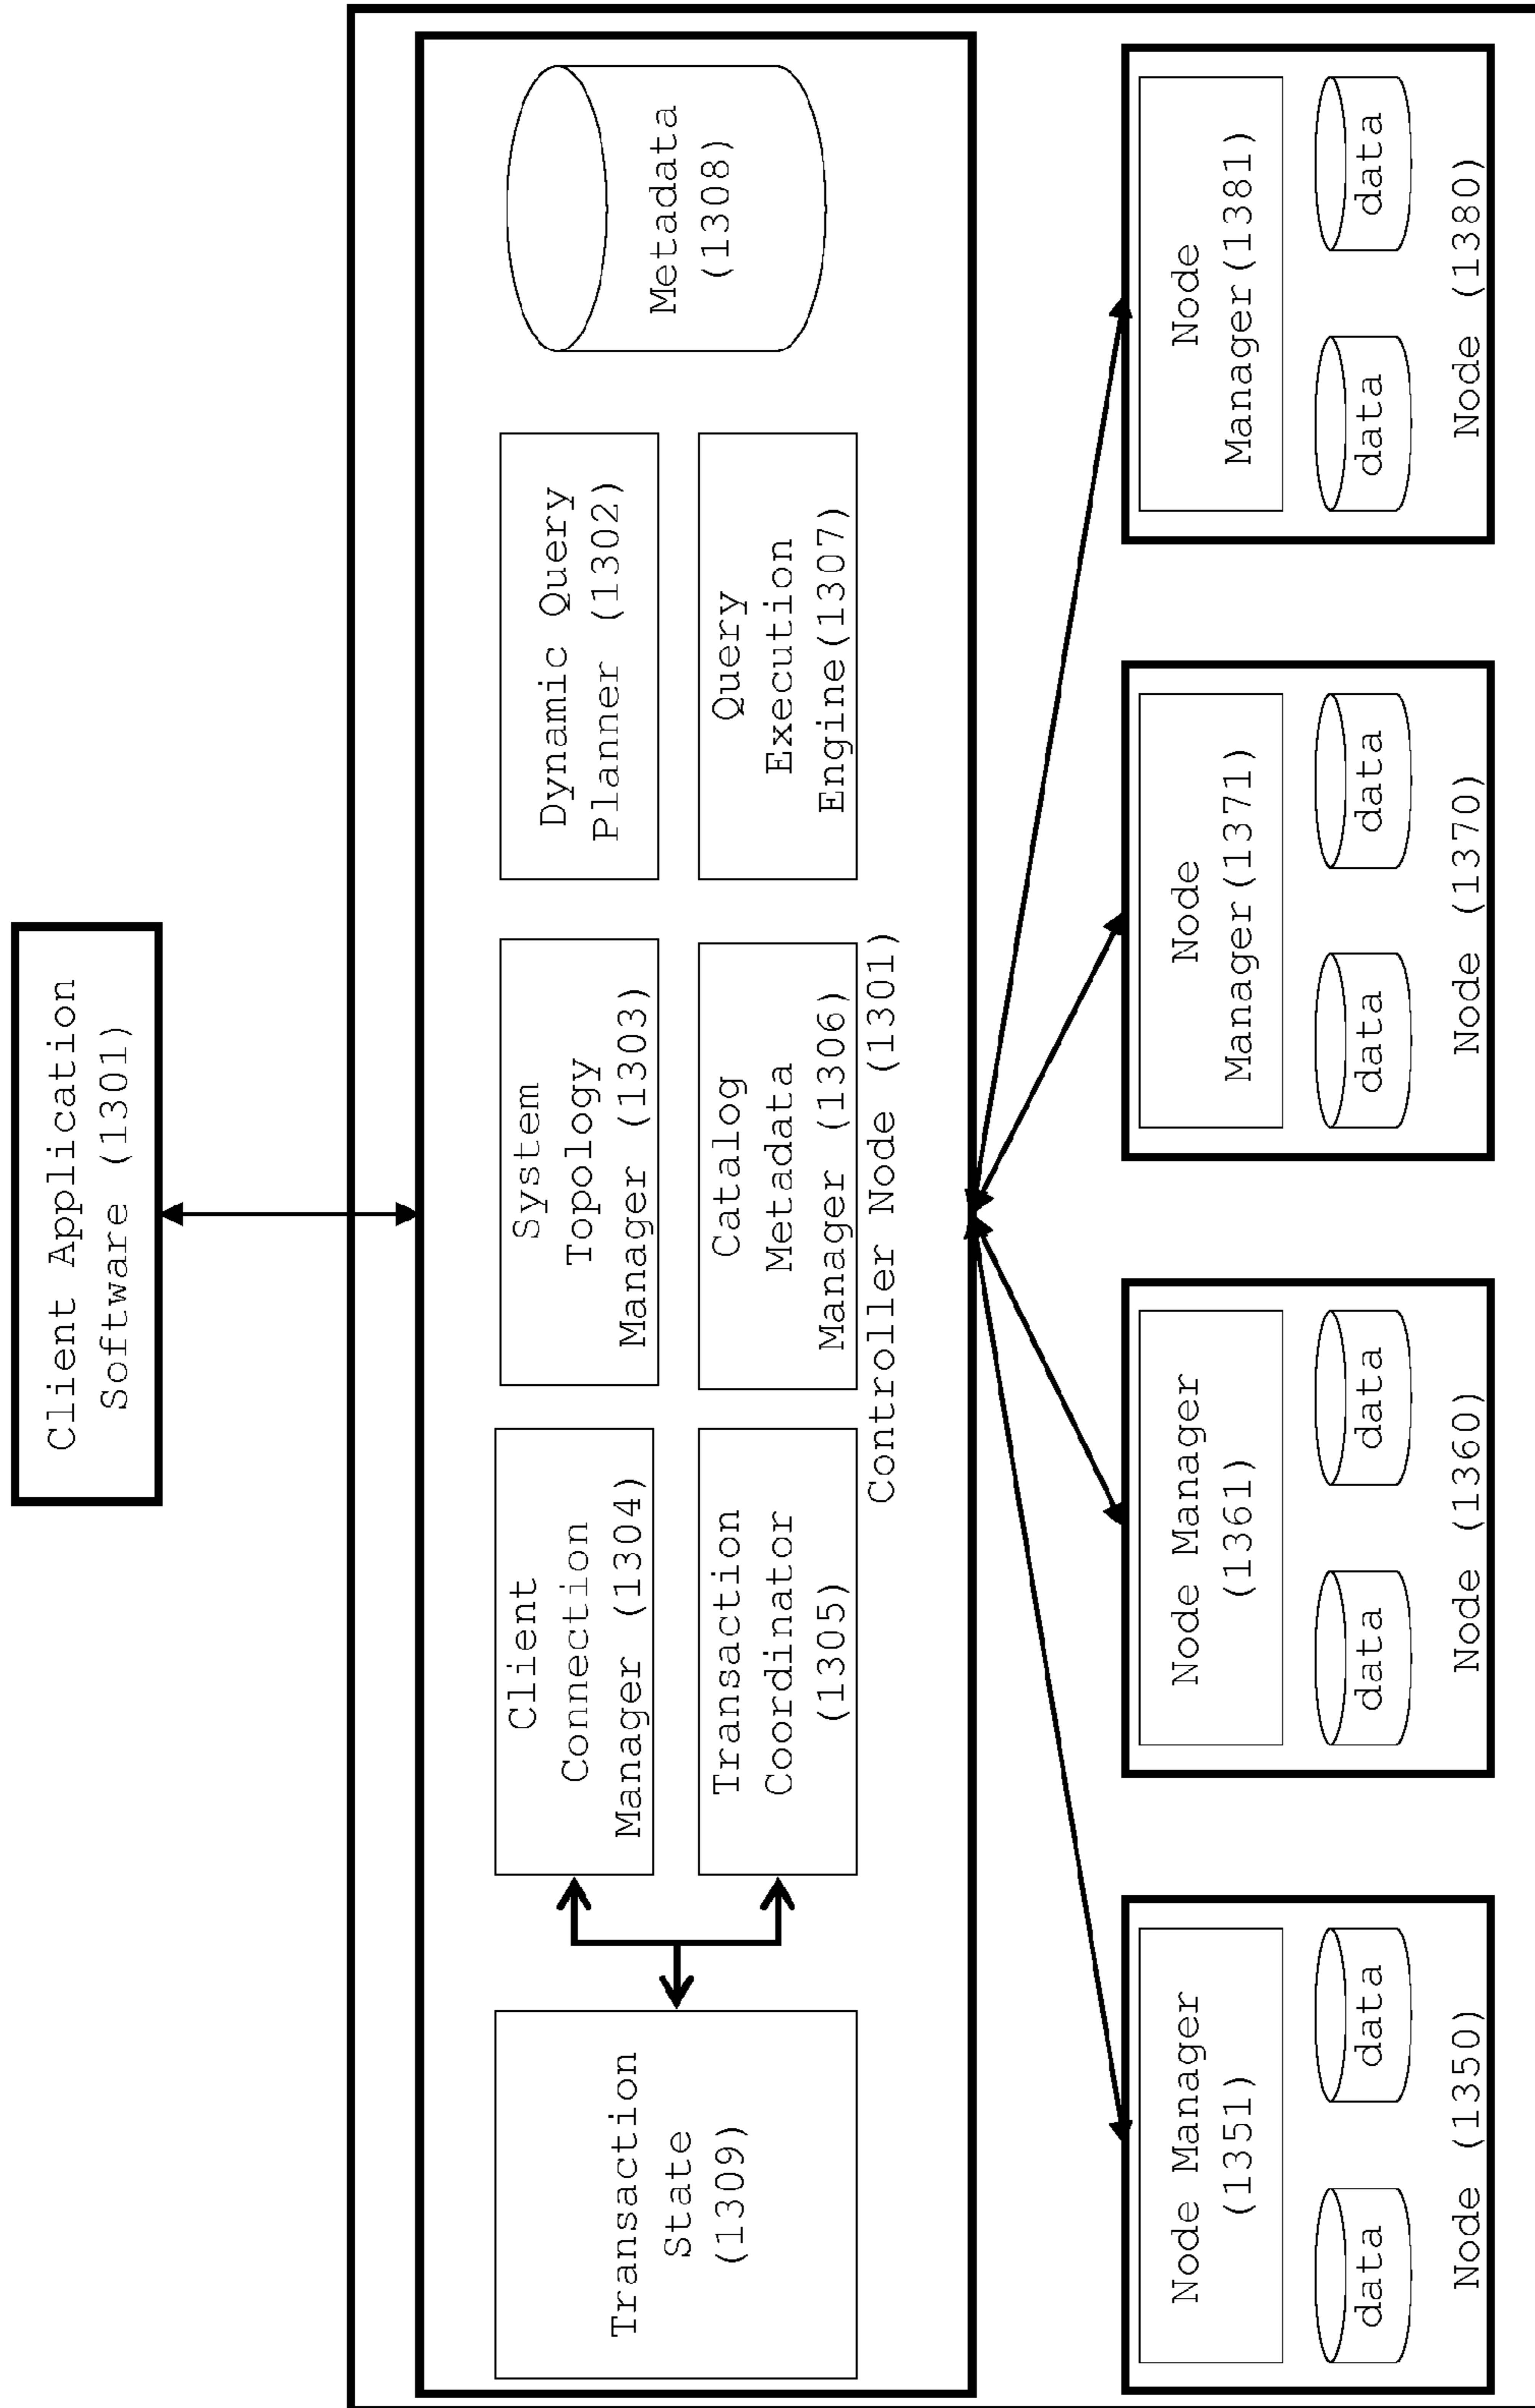 Client Application
Software (1301)
Transaction
State
(1309)
Client
Connection
Manager (1304)
Transaction
Coordinator
(1305)
System
Topology
Manager (1303)
Catalog
Metadata
Manager (1306)
Dynamic Query
Planner (1302)
Query
Execution
Engine(1307)
Metadata
(1308)
Controller Node (1301)
Node Manager
(1351)
data
data
Node (1350)
Node Manager
(1361)
data
data
Node (1360)
Node
Manager(1371)
data
data
Node (1370)
Node
Manager(1381)
data
data
Node (1380)